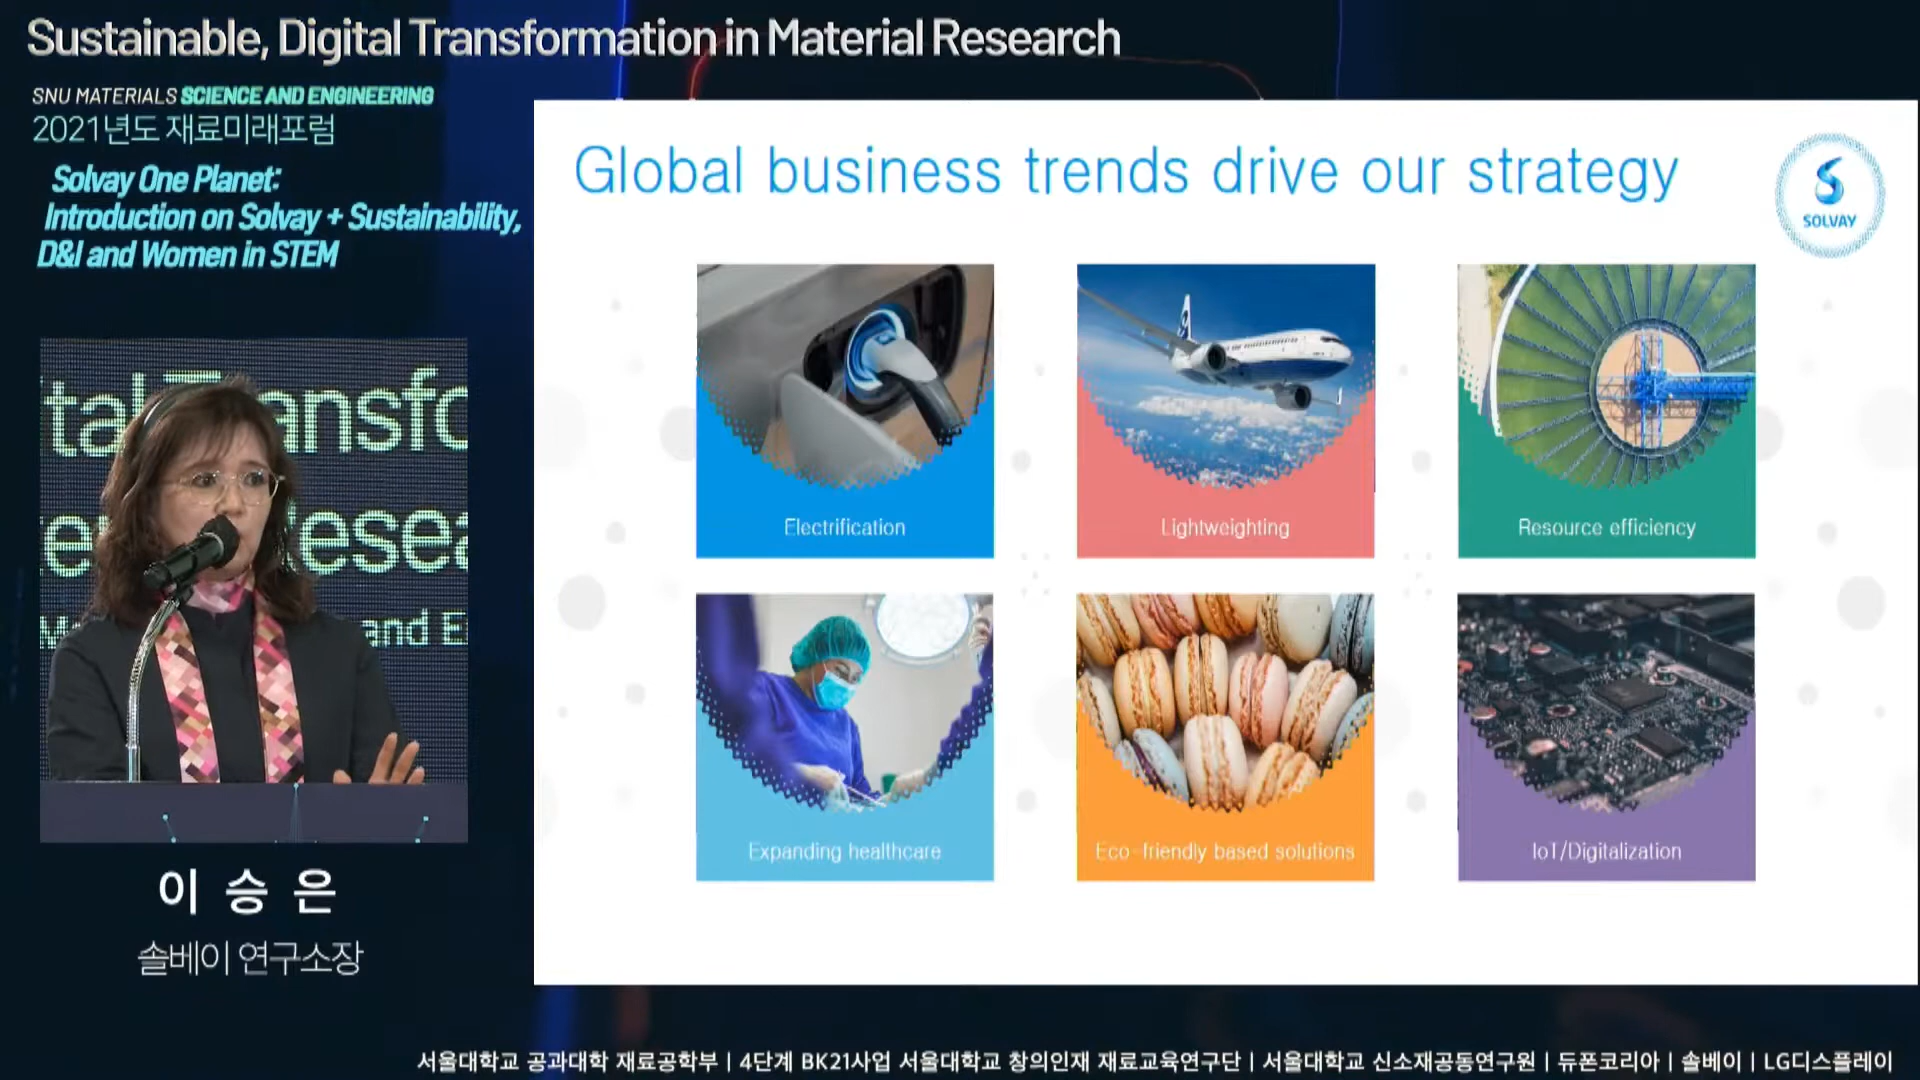 Sustainable, Digital Transformation in Material Research
SNU MATERIALS SCIENCE AND ENGINEERING
2021년도 재료미래포럼
Solvay One Planet:
Introduction on Solvay + Sustainability,
D&I and Women in STEM
Global business trends drive our strategy
SOLVAY
Electrification
Lightweighting
Resource efficiency
Expanding healthcare
Eco-friendly based solutions
IoT/Digitalization
이 승 은
솔베이 연구소장
서울대학교 공과대학 재료공학부 | 4단계 BK21사업 서울대학교 창의인재 재료교육연구단 | 서울대학교 신소재공동연구원 | 듀폰코리아 | 솔베이 | LG디스플레이